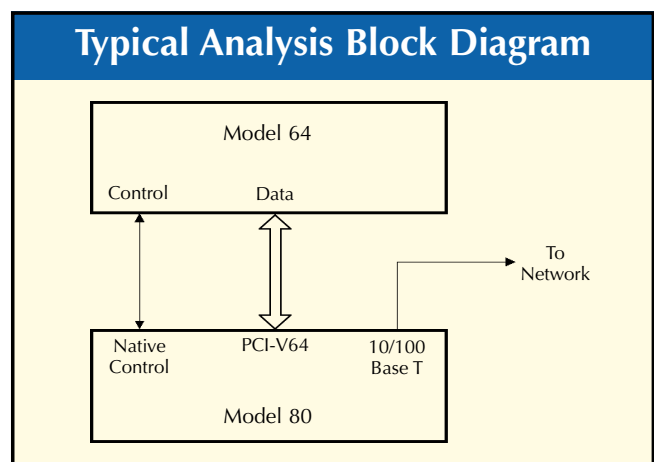 Typical Analysis Block Diagram
Model 64
Control
Data
To
Network
Native
Control
PCI-V64
10/100
Base T
Model 80